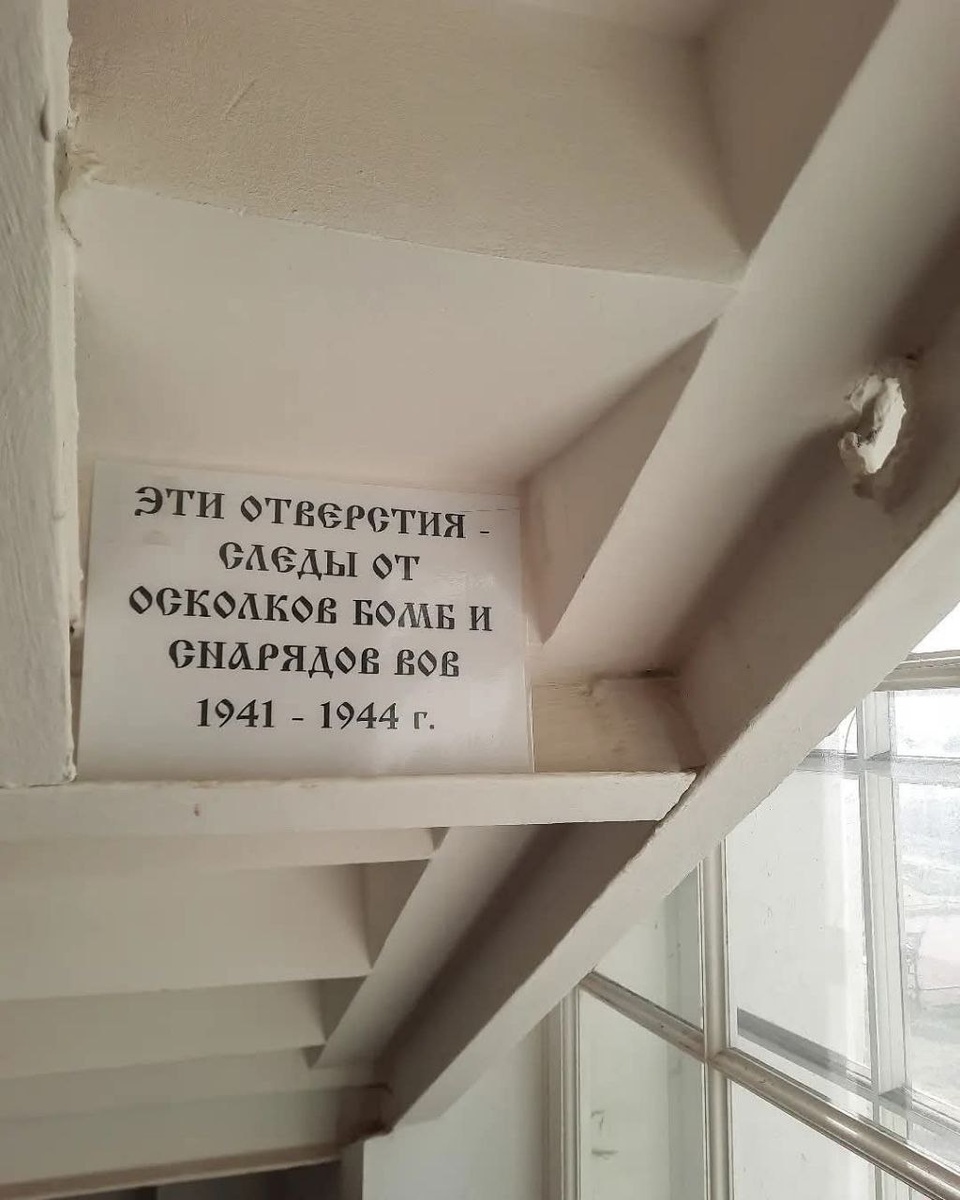 ЭТИ ОТВЕРСТИЯ -
СЛЕДЫ ОТ
ОСКОЛКОВ БОМБ И
СНАРЯДОВ ВОВ
1941 - 1944 г.